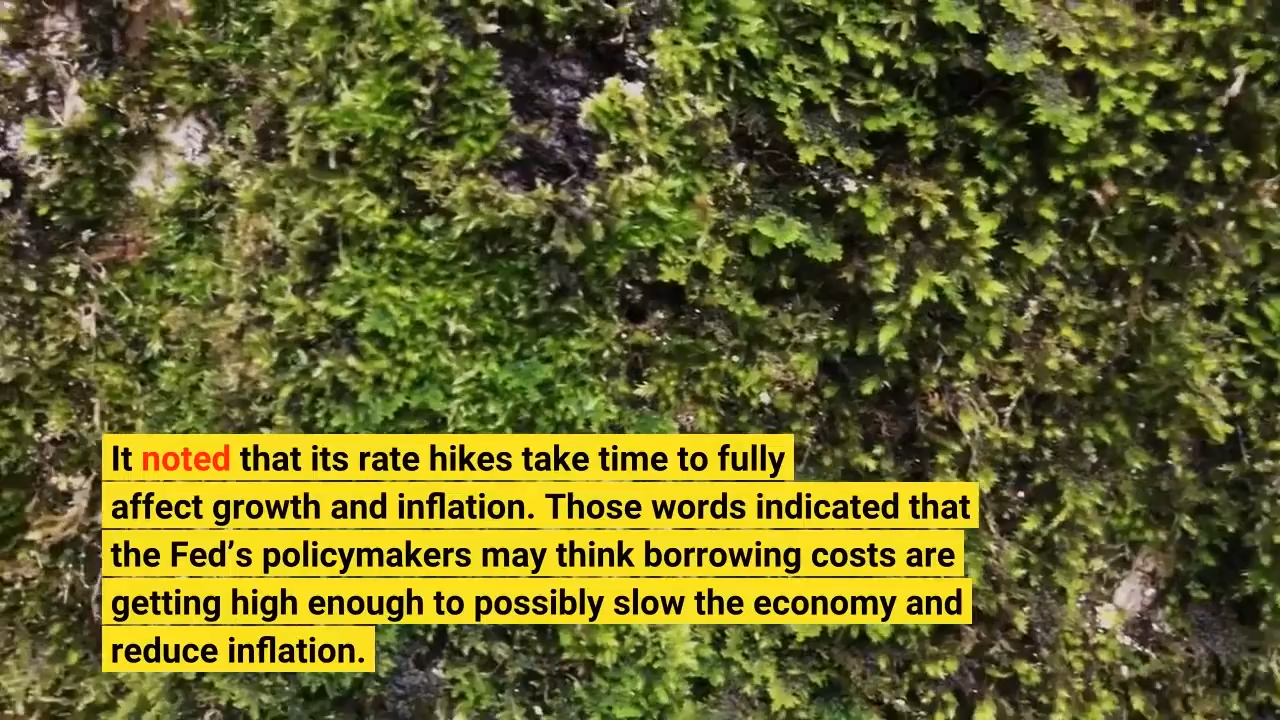 It noted that its rate hikes take time to fully
affect growth and inflation. Those words indicated that
the Fed’s policymakers may think borrowing costs are
getting high enough to possibly slow the economy and
reduce inflation.